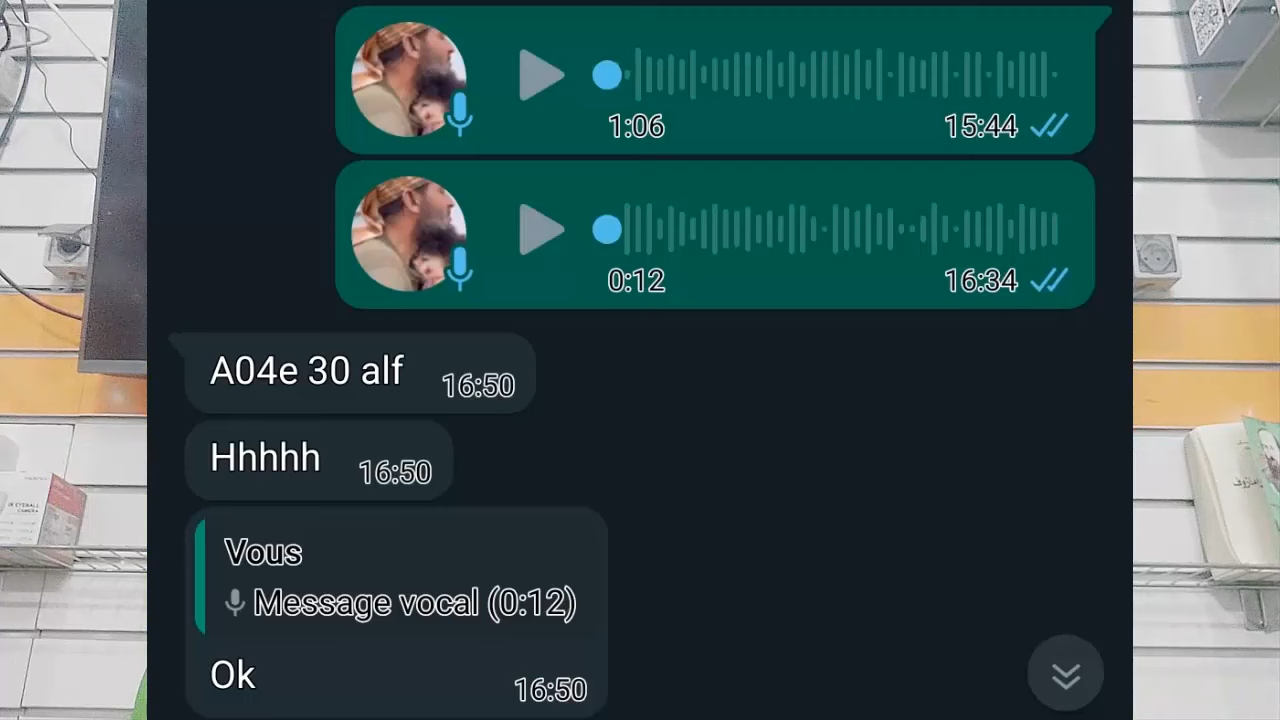 1:06
15:44
0:12
16:34
A04e 30 alf
16:50
Hhhhh
16:50
Vous
Message vocal (0:12)
Ok
16:50